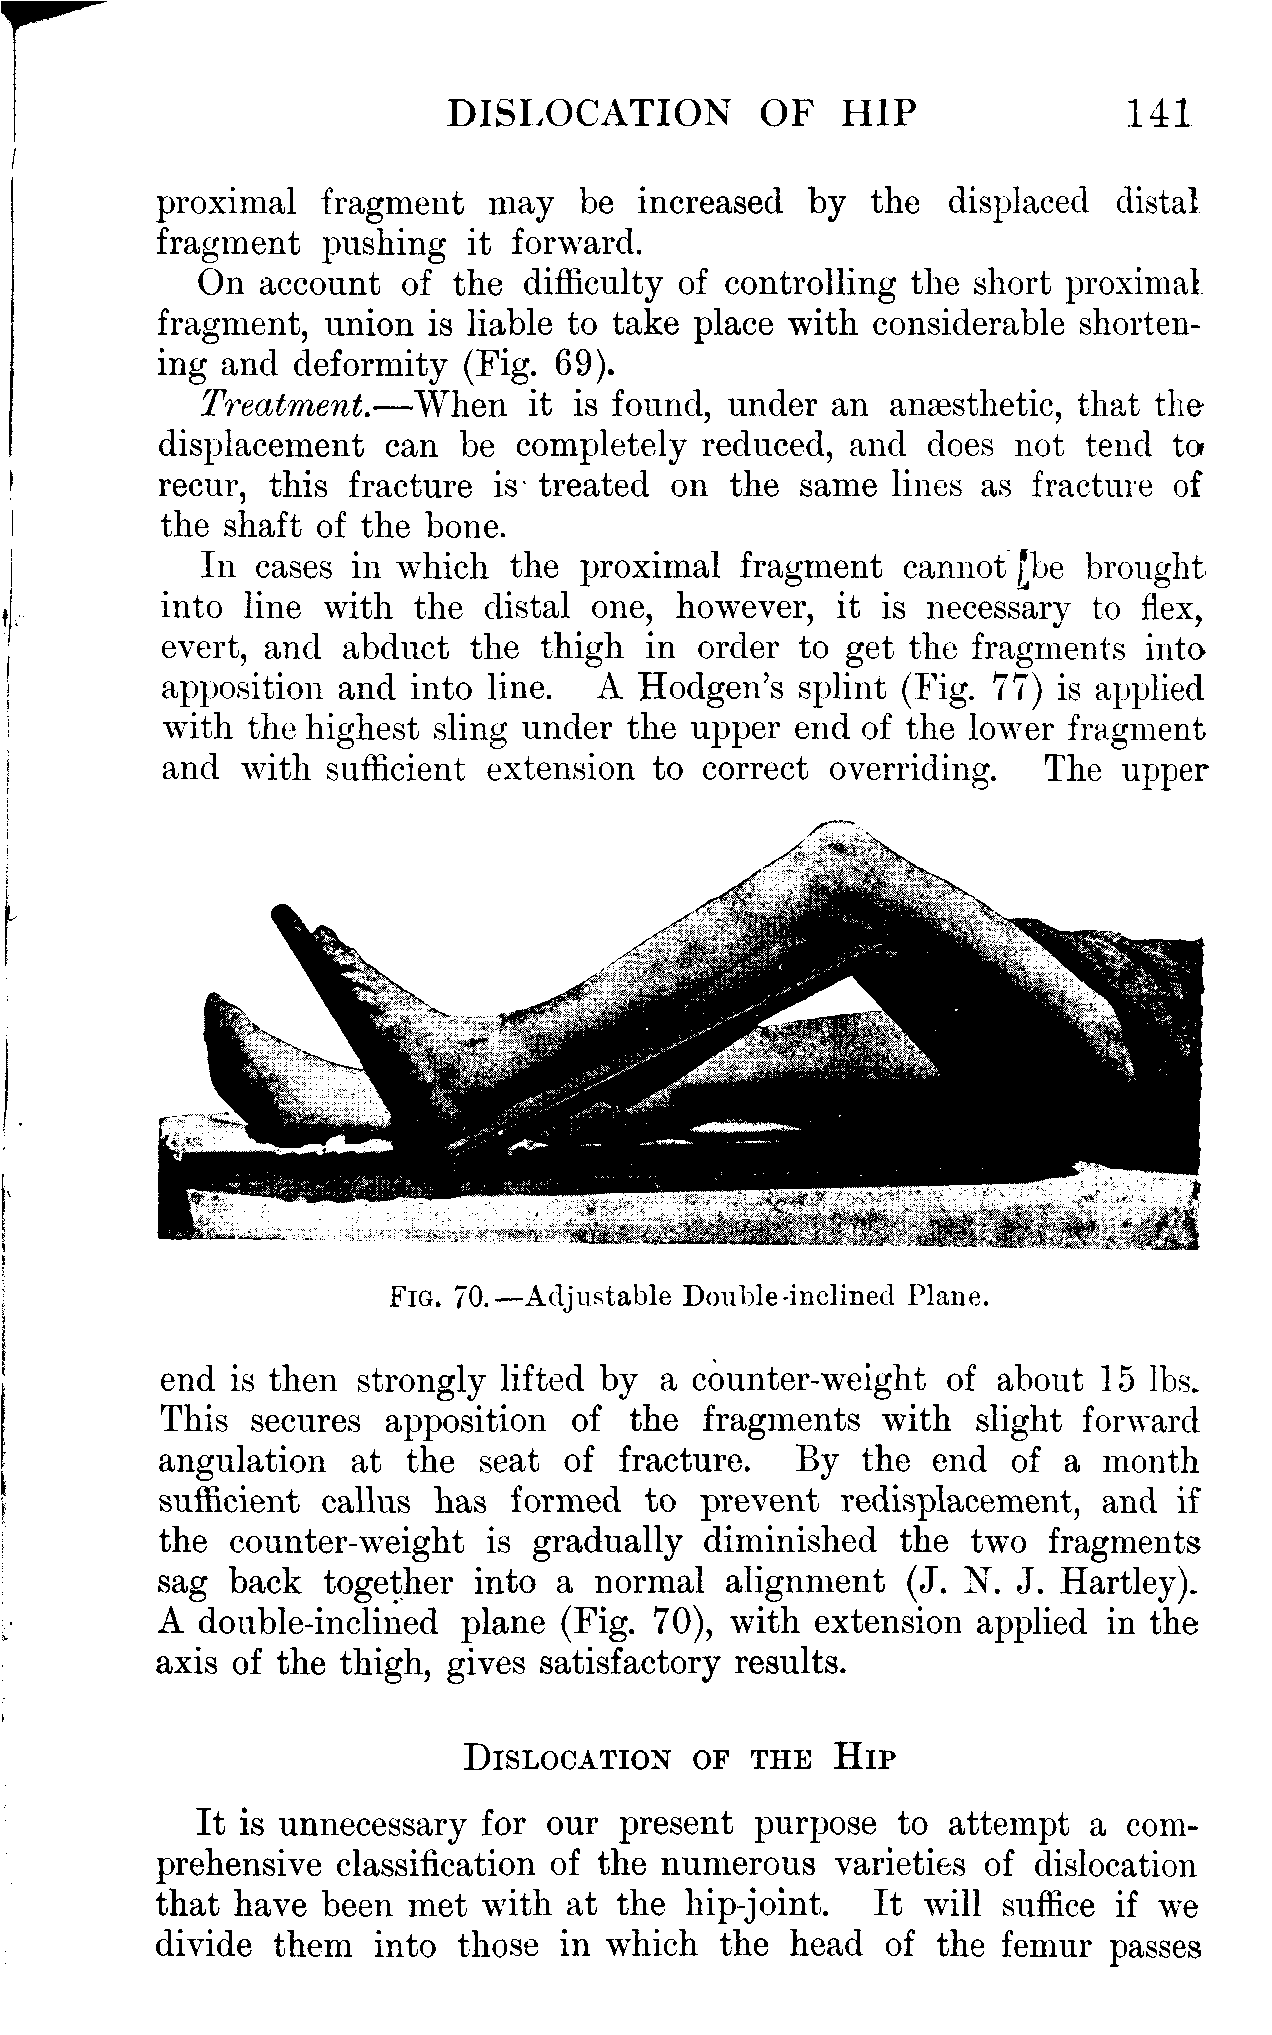 DISLOCATION OF HIP 141
proximal fragment may be increased by the displaced distal
fragment pushing it forward.
On account of the difficulty of controlling the short proximal
fragment, union is liable to take place with considerable shorten-
ing and deformity (Fig. 69).
Treatment.—When it is found, under an anæsthetic, that the
displacement can be completely reduced, and does not tend to
recur, this fracture is treated on the same lines as fracture of
the shaft of the bone.
In cases in which the proximal fragment cannot be brought
into line with the distal one, however, it is necessary to flex,
evert, and abduct the thigh in order to get the fragments into
apposition and into line. A Hodgen's splint (Fig. 77) is applied
with the highest sling under the upper end of the lower fragment
and with sufficient extension to correct overriding. The upper
FIG. 70.—Adjustable Double-inclined Plane.
end is then strongly lifted by a counter-weight of about 15 lbs.
This secures apposition of the fragments with slight forward
angulation at the seat of fracture. By the end of a month
sufficient callus has formed to prevent redisplacement, and if
the counter-weight is gradually diminished the two fragments
sag back together into a normal alignment (J. N. J. Hartley).
A double-inclined plane (Fig. 70), with extension applied in the
axis of the thigh, gives satisfactory results.
DISLOCATION OF THE HIP
It is unnecessary for our present purpose to attempt a com-
prehensive classification of the numerous varieties of dislocation
that have been met with at the hip-joint. It will suffice if we
divide them into those in which the head of the femur passes